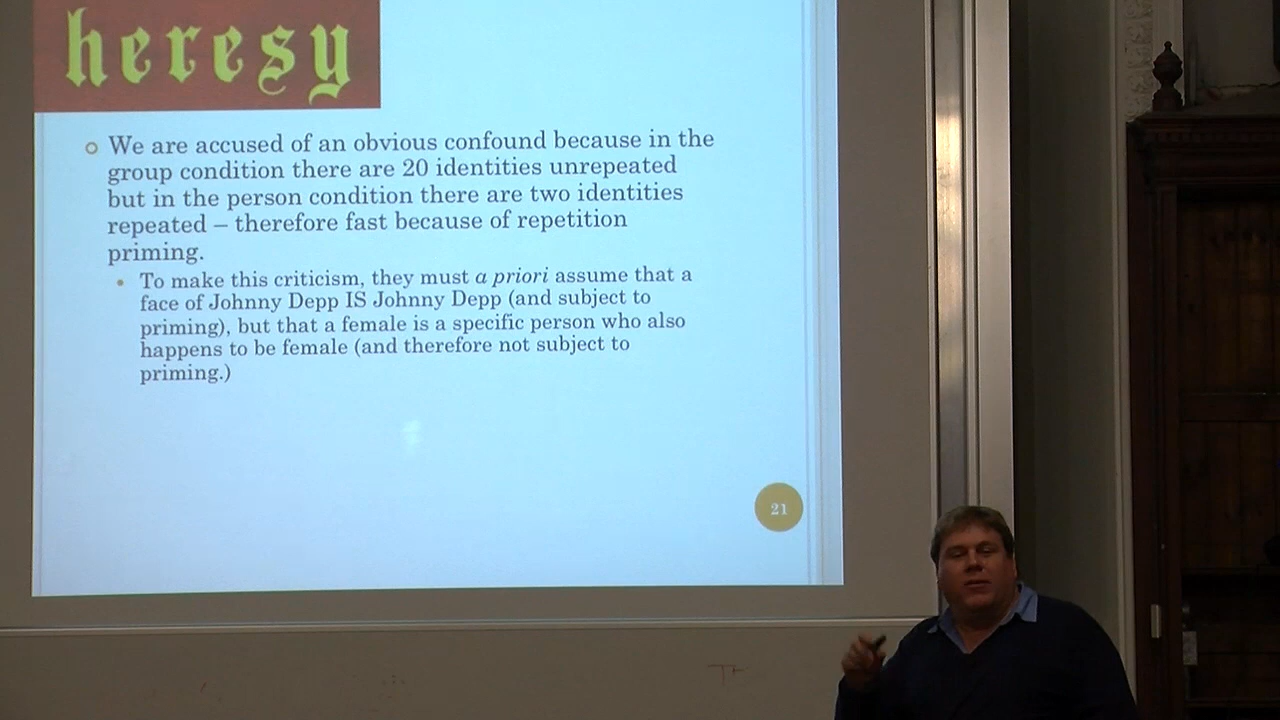 heresy
We are accused of an obvious confound because in the
group condition there are 20 identities unrepeated
but in the person condition there are two identities
repeated – therefore fast because of repetition
priming.
To make this criticism, they must a priori assume that a
face of Johnny Depp IS Johnny Depp (and subject to
priming), but that a female is a specific person who also
happens to be female (and therefore not subject to
priming.)
21